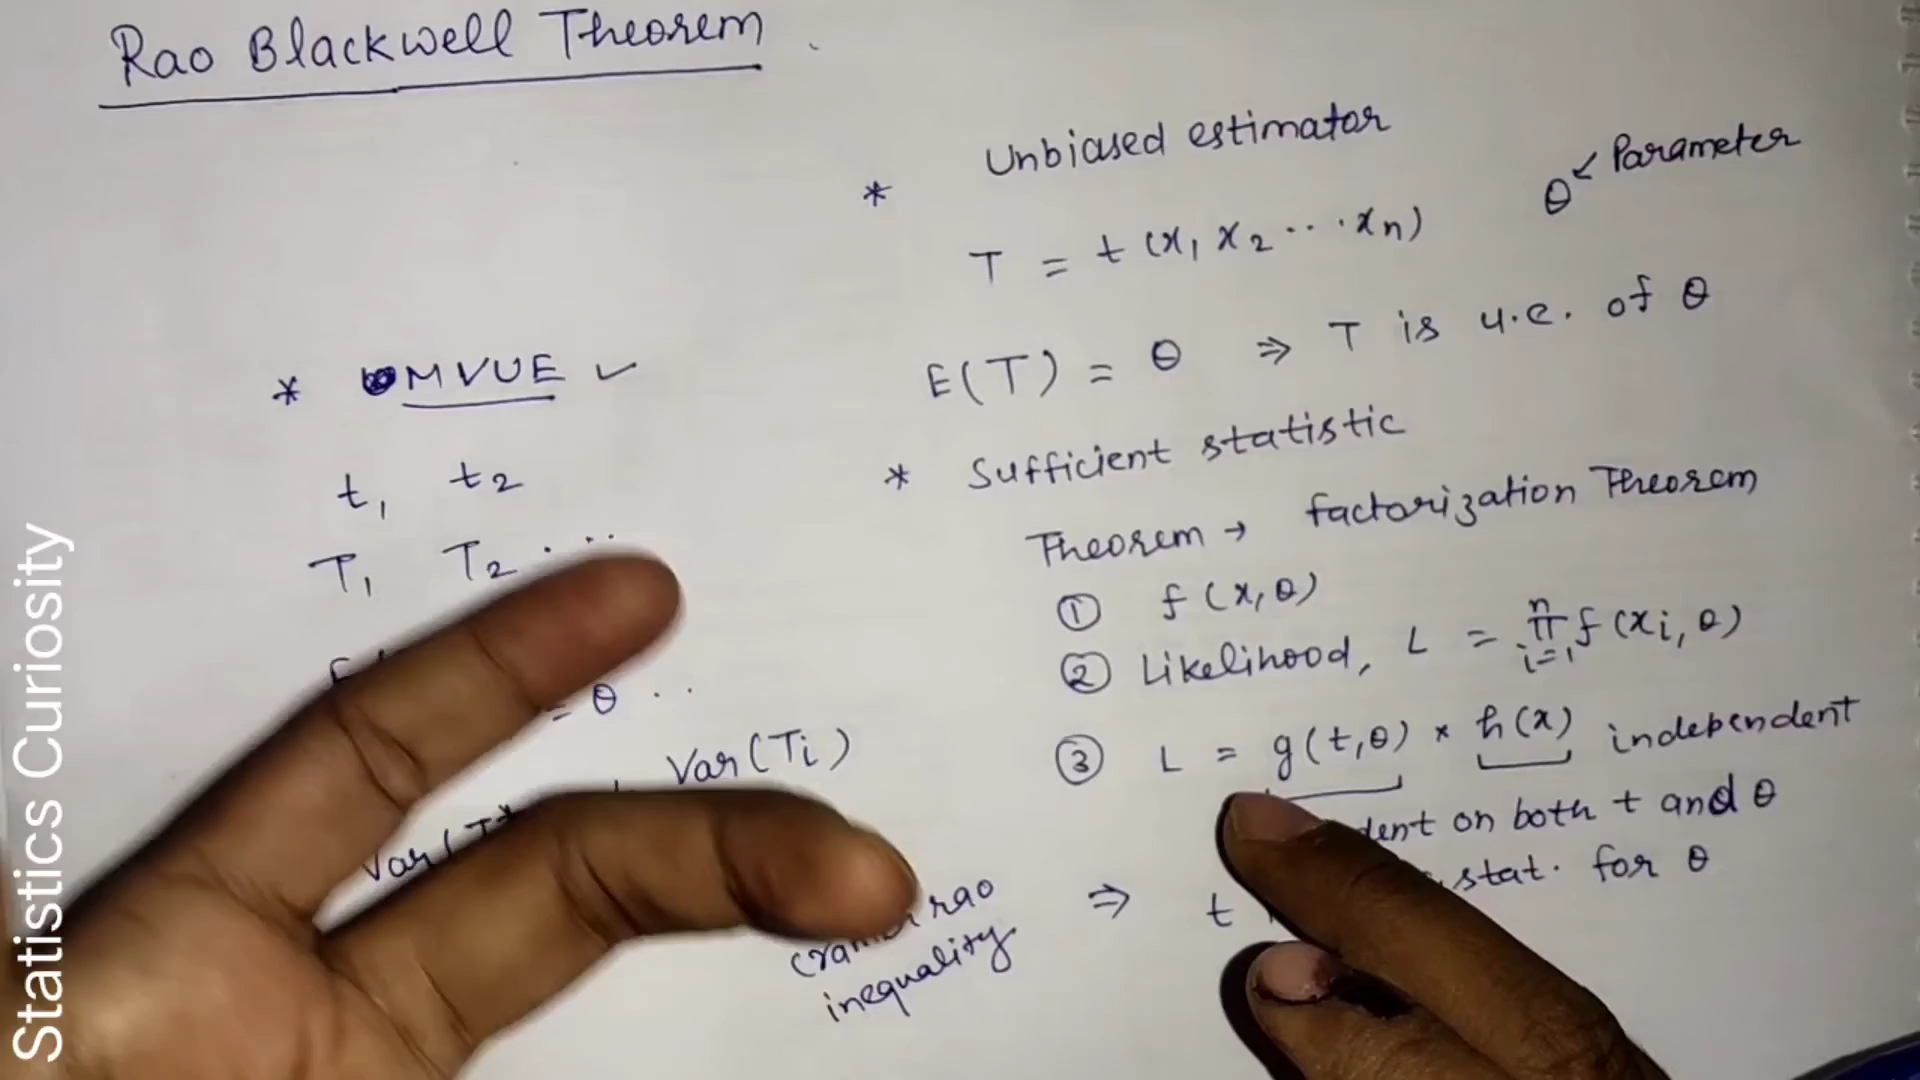 Rao Blackwell Theorem
* Unbiased estimator
θ Parameter
T = t (x1 x2 ... xn)
E(T) = θ ⇒ T is u.e. of θ
* Sufficient statistic
Theorem → factorization Theorem
① f (x, θ)
② Likelihood, L = n π i=1 f (xi, θ)
③ L = g(t,θ) * h(x) independent
on both t and θ
⇒ t stat. for θ
* MVUE ✓
t1 t2
T1 T2 ...
= θ ..
Var( Var(Ti)
rao
inequality
Statistics Curiosity